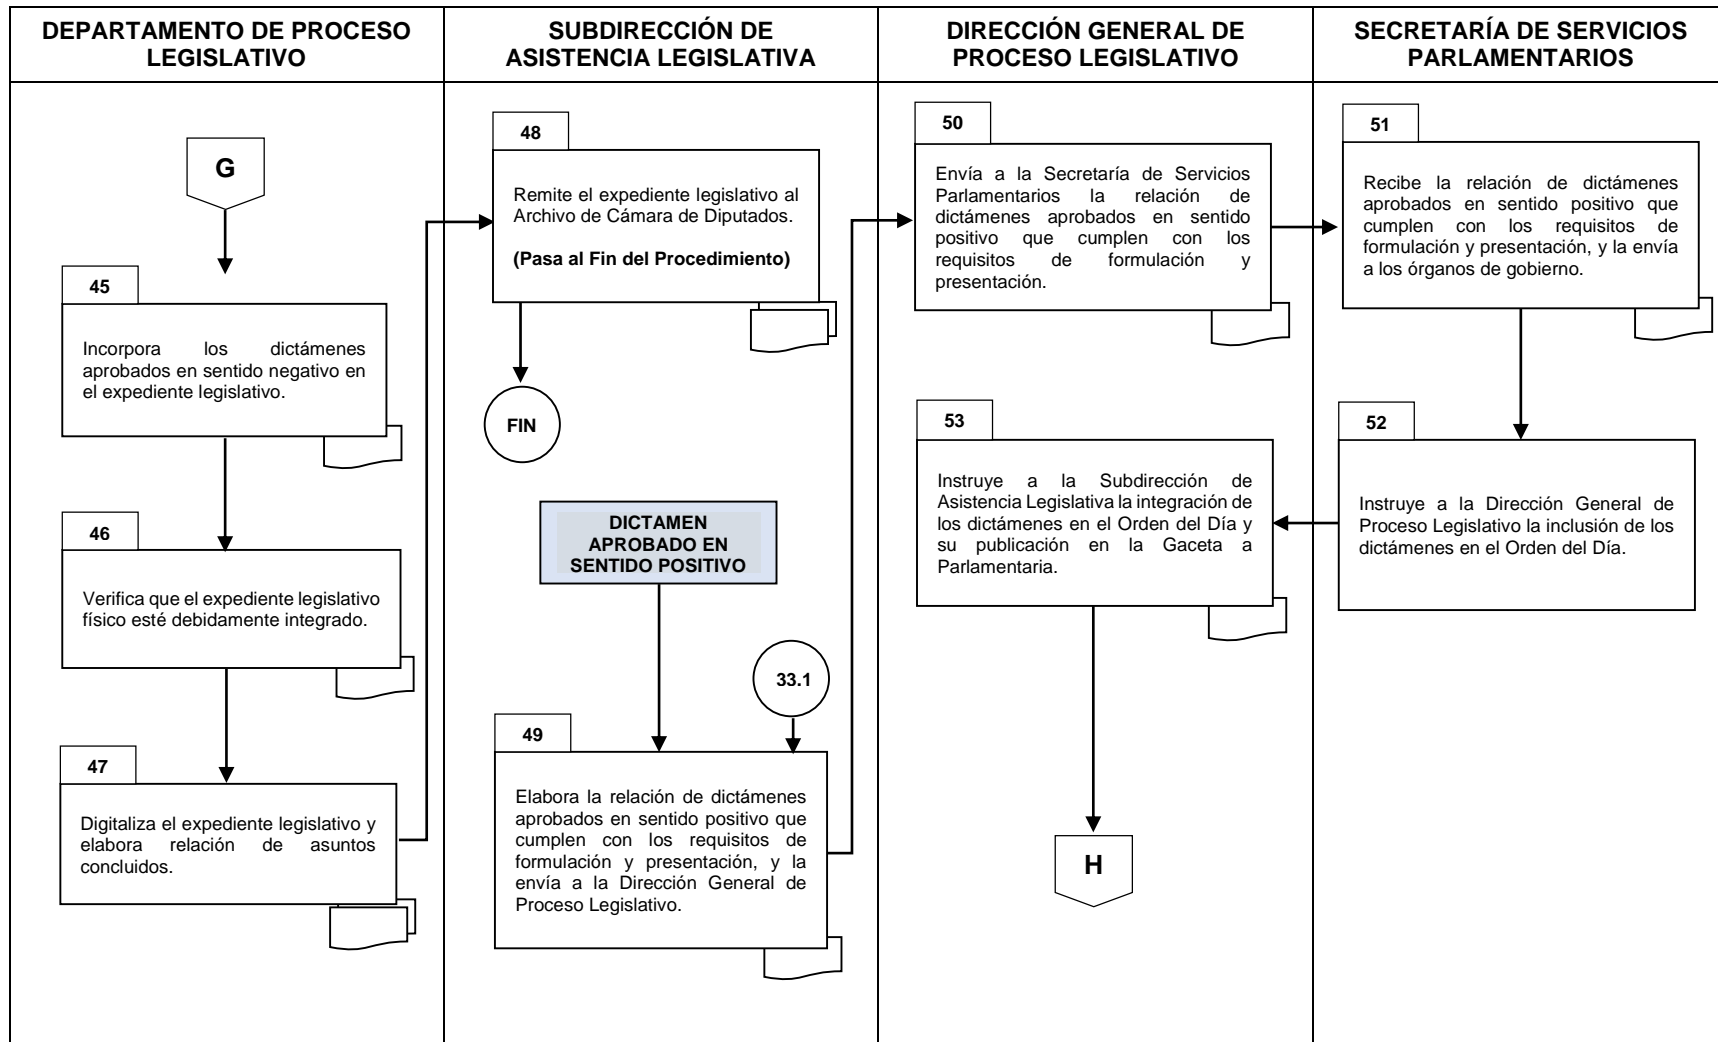 DEPARTAMENTO DE PROCESO
LEGISLATIVO
SUBDIRECCIÓN DE
ASISTENCIA LEGISLATIVA
DIRECCIÓN GENERAL DE
PROCESO LEGISLATIVO
SECRETARÍA DE SERVICIOS
PARLAMENTARIOS
G
45
Incorpora los dictámenes
aprobados en sentido negativo en
el expediente legislativo.
46
Verifica que el expediente legislativo
físico esté debidamente integrado.
47
Digitaliza el expediente legislativo y
elabora relación de asuntos
concluidos.
48
Remite el expediente legislativo al
Archivo de Cámara de Diputados.
(Pasa al Fin del Procedimiento)
FIN
DICTAMEN
APROBADO EN
SENTIDO POSITIVO
33.1
49
Elabora la relación de dictámenes
aprobados en sentido positivo que
cumplen con los requisitos de
formulación y presentación, y la
envía a la Dirección General de
Proceso Legislativo.
50
Envía a la Secretaría de Servicios
Parlamentarios la relación de
dictámenes aprobados en sentido
positivo que cumplen con los
requisitos de formulación y
presentación.
51
Recibe la relación de dictámenes
aprobados en sentido positivo que
cumplen con los requisitos de
formulación y presentación, y la envía
a los órganos de gobierno.
52
Instruye a la Dirección General de
Proceso Legislativo la inclusión de los
dictámenes en el Orden del Día.
53
Instruye a la Subdirección de
Asistencia Legislativa la integración de
los dictámenes en el Orden del Día y
su publicación en la Gaceta a
Parlamentaria.
H